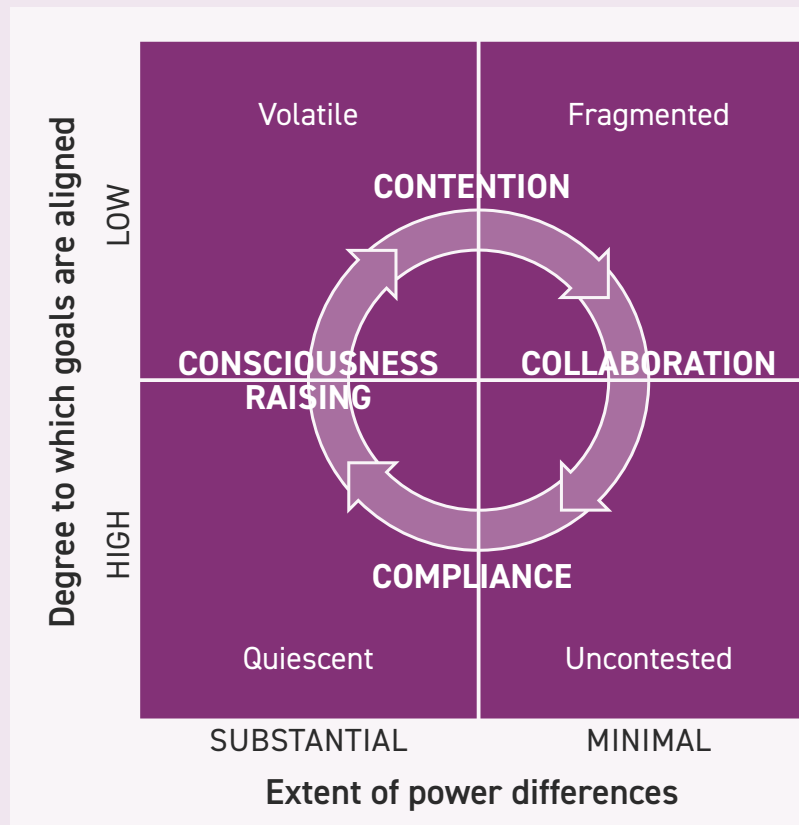 Degree to which goals are aligned
LOW
HIGH
Volatile
Fragmented
CONTENTION
CONSCIOUSNESS
RAISING
COLLABORATION
COMPLIANCE
Quiescent
Uncontested
SUBSTANTIAL
MINIMAL
Extent of power differences